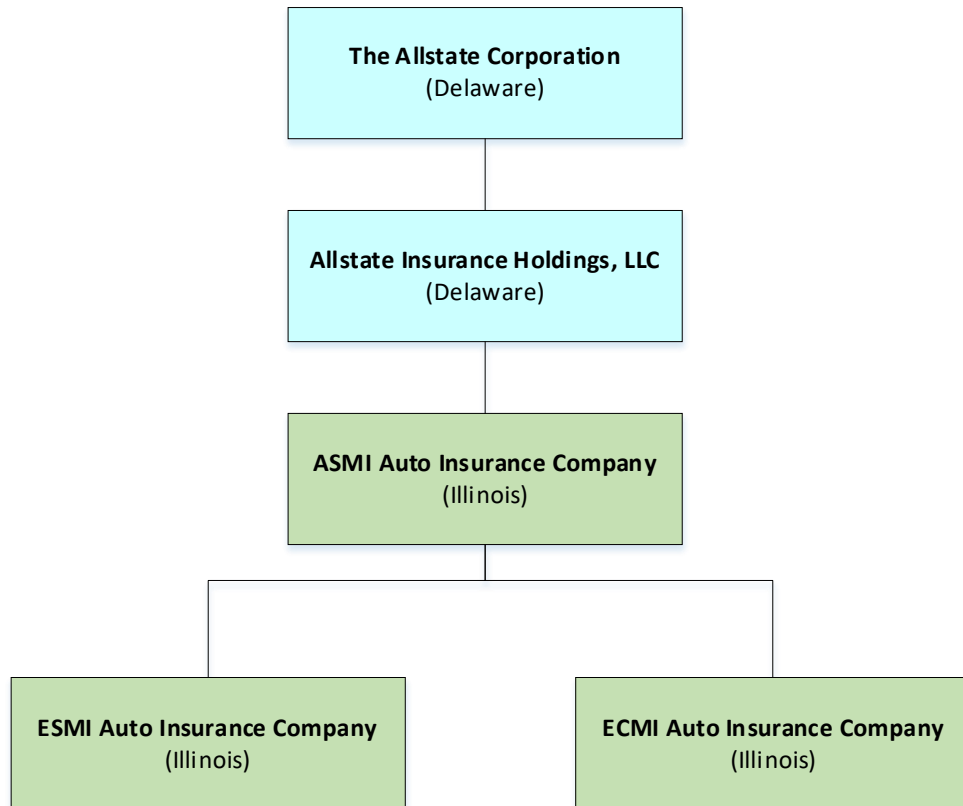 The Allstate Corporation
(Delaware)
Allstate Insurance Holdings, LLC
(Delaware)
ASMI Auto Insurance Company
(Illinois)
ESMI Auto Insurance Company
(Illinois)
ECMI Auto Insurance Company
(Illinois)